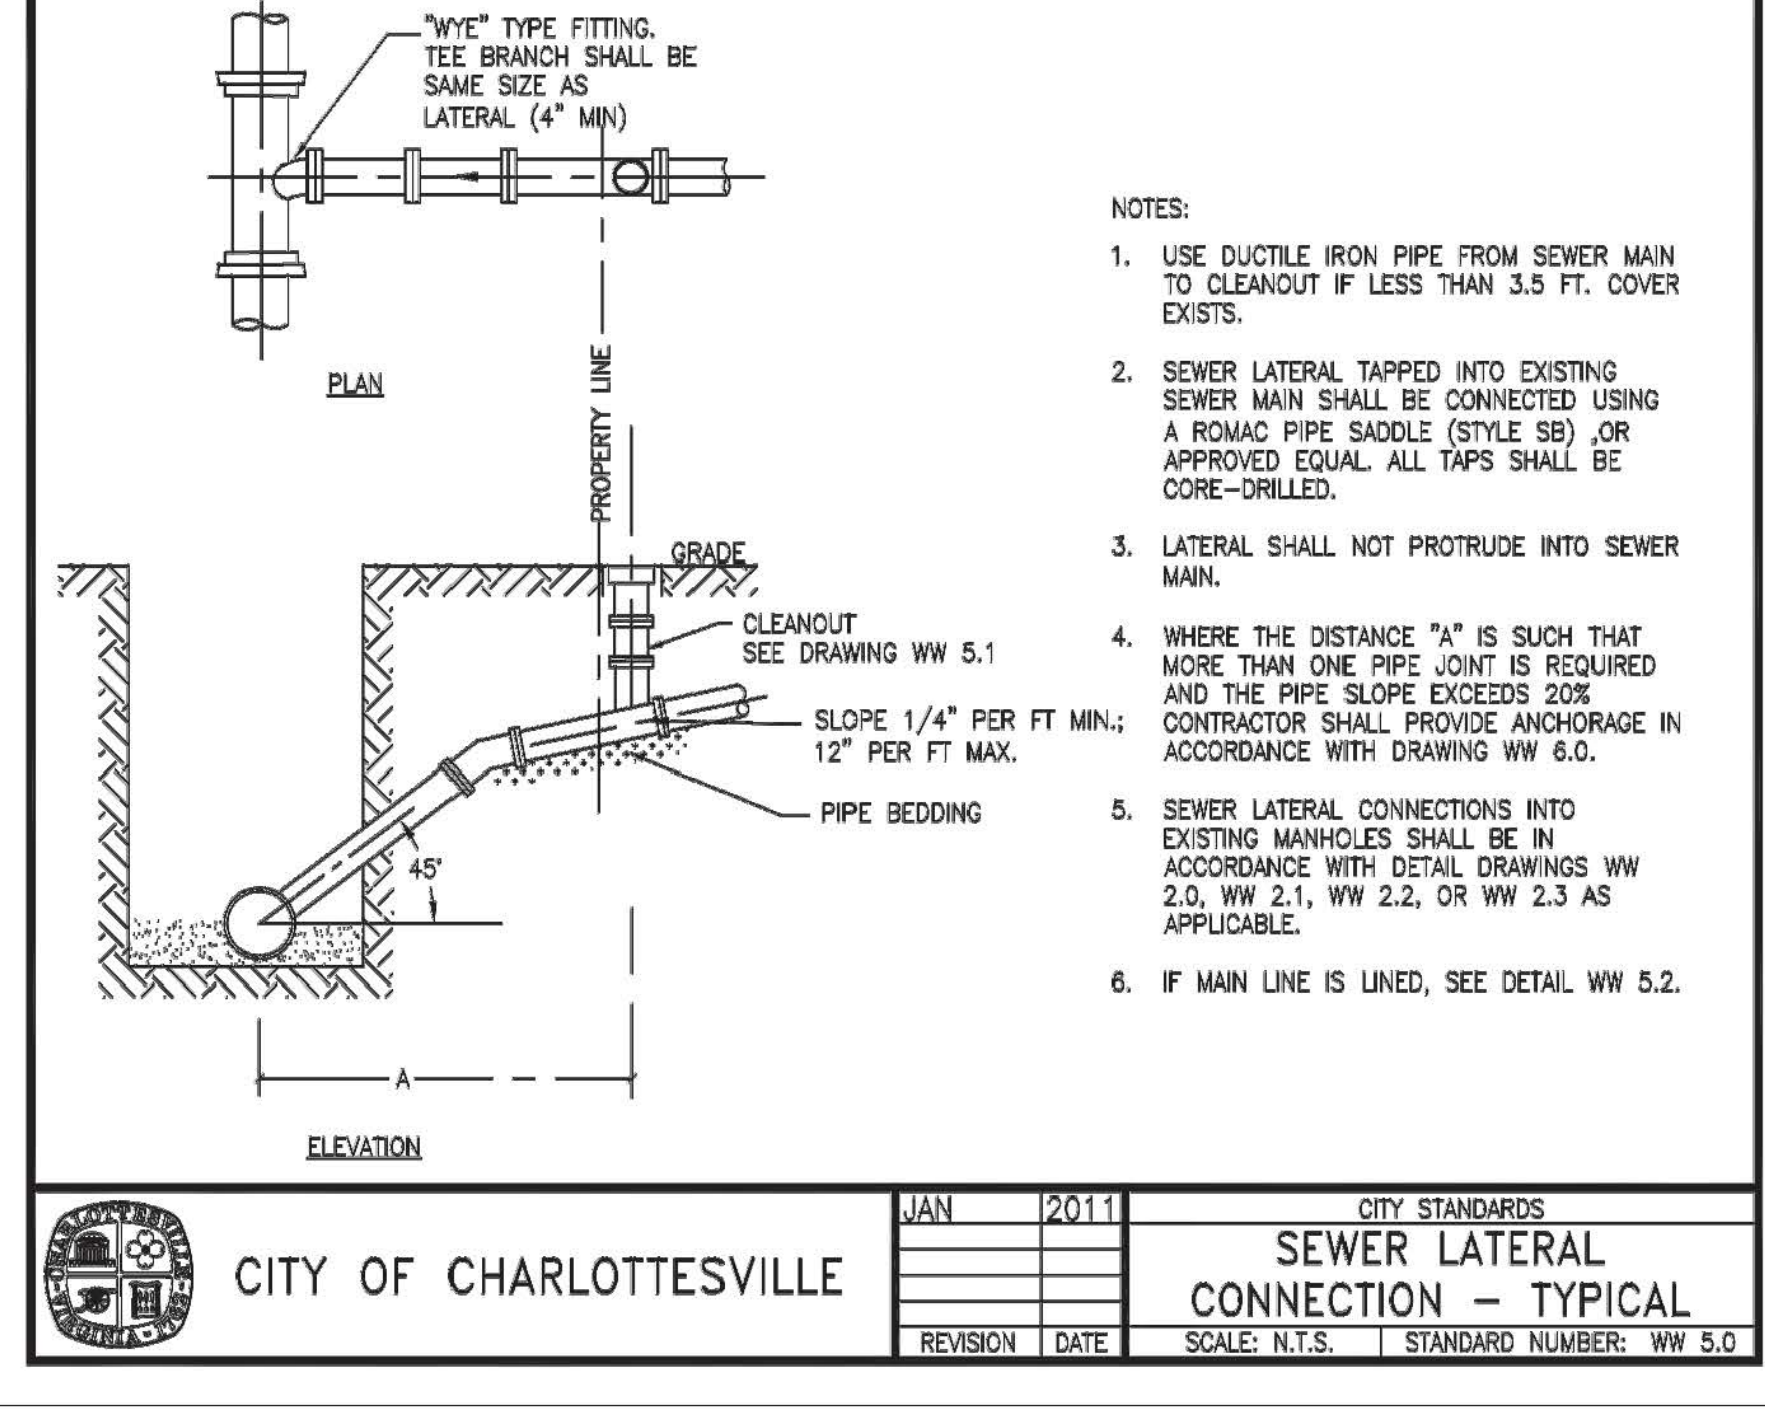 "WYE" TYPE FITTING.
TEE BRANCH SHALL BE
SAME SIZE AS
LATERAL (4" MIN)
PLAN
PROPERTY LINE
GRADE
CLEANOUT
SEE DRAWING WW 5.1
SLOPE 1/4" PER FT MIN.;
12" PER FT MAX.
PIPE BEDDING
45°
A
ELEVATION
NOTES:
1. USE DUCTILE IRON PIPE FROM SEWER MAIN
TO CLEANOUT IF LESS THAN 3.5 FT. COVER
EXISTS.
2. SEWER LATERAL TAPPED INTO EXISTING
SEWER MAIN SHALL BE CONNECTED USING
A ROMAC PIPE SADDLE (STYLE SB) ,OR
APPROVED EQUAL. ALL TAPS SHALL BE
CORE-DRILLED.
3. LATERAL SHALL NOT PROTRUDE INTO SEWER
MAIN.
4. WHERE THE DISTANCE "A" IS SUCH THAT
MORE THAN ONE PIPE JOINT IS REQUIRED
AND THE PIPE SLOPE EXCEEDS 20%
CONTRACTOR SHALL PROVIDE ANCHORAGE IN
ACCORDANCE WITH DRAWING WW 6.0.
5. SEWER LATERAL CONNECTIONS INTO
EXISTING MANHOLES SHALL BE IN
ACCORDANCE WITH DETAIL DRAWINGS WW
2.0, WW 2.1, WW 2.2, OR WW 2.3 AS
APPLICABLE.
6. IF MAIN LINE IS LINED, SEE DETAIL WW 5.2.
CHARLOTTESVILLE
VIRGINIA - 1762
CITY OF CHARLOTTESVILLE
JAN 2011
REVISION DATE
CITY STANDARDS
SEWER LATERAL
CONNECTION - TYPICAL
SCALE: N.T.S. STANDARD NUMBER: WW 5.0